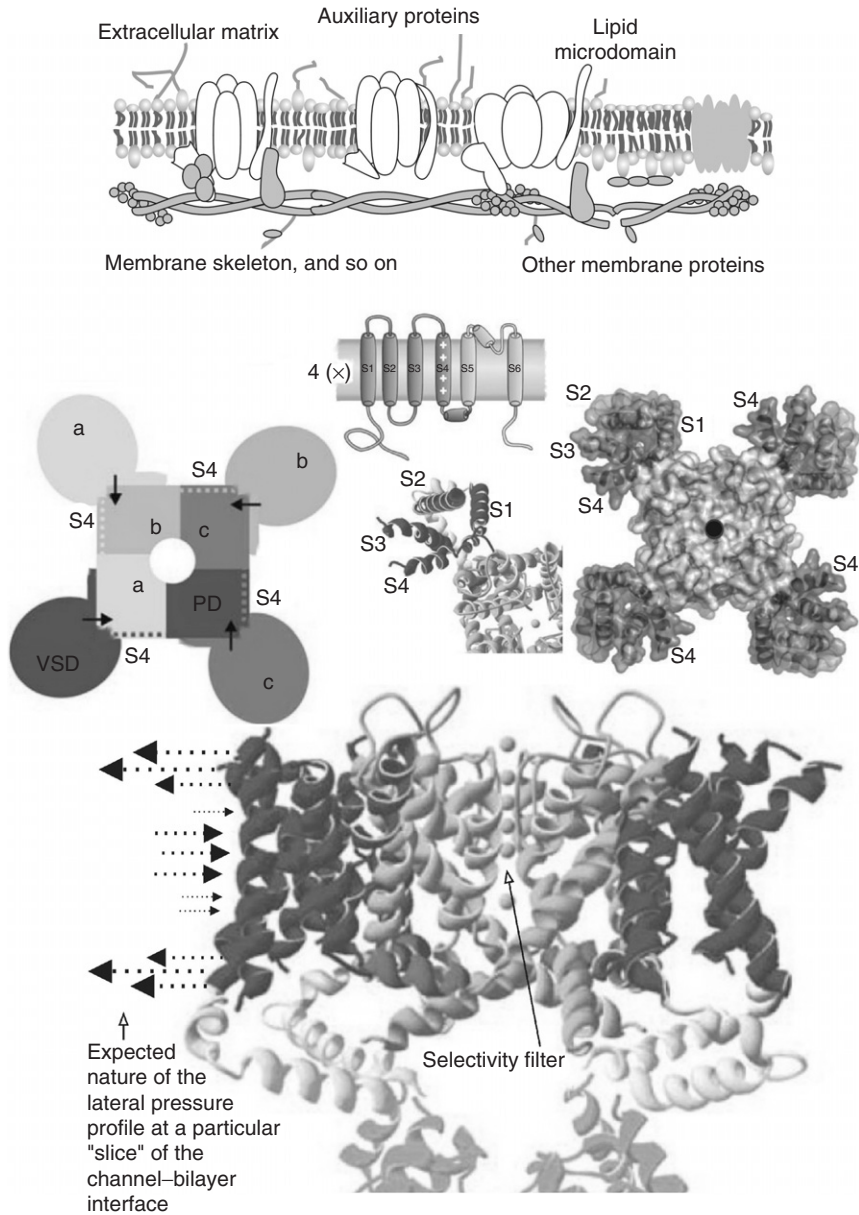 Extracellular matrix
Auxiliary proteins
Lipid
microdomain
Membrane skeleton, and so on
Other membrane proteins
4 (×)
S1
S2
S3
S4
S5
S6
+
+
+
+
a
b
S4
S4
b
c
a
PD
S4
VSD
S4
c
S2
S1
S3
S4
S2
S1
S3
S4
S4
S4
S4
Expected
nature of the
lateral pressure
profile at a particular
"slice" of the
channel–bilayer
interface
Selectivity filter